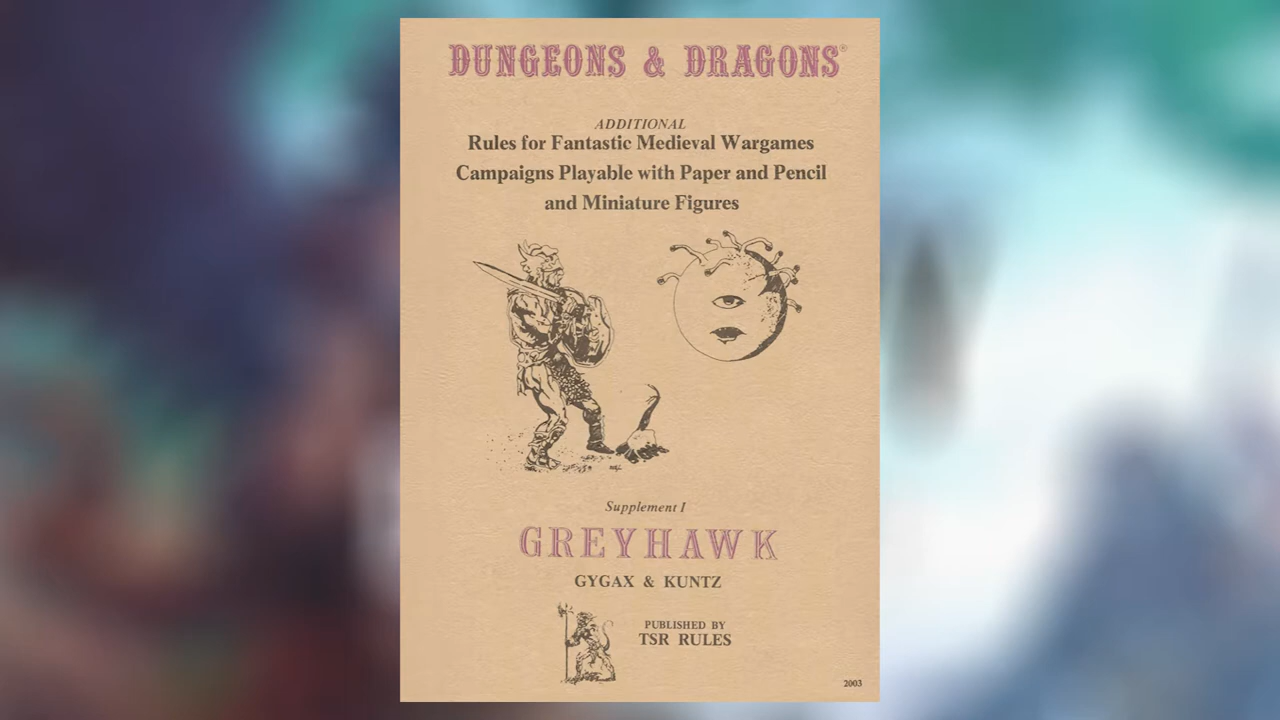 DUNGEONS & DRAGONS®
ADDITIONAL
Rules for Fantastic Medieval Wargames
Campaigns Playable with Paper and Pencil
and Miniature Figures
Supplement I
GREYHAWK
GYGAX & KUNTZ
PUBLISHED BY
TSR RULES
2003